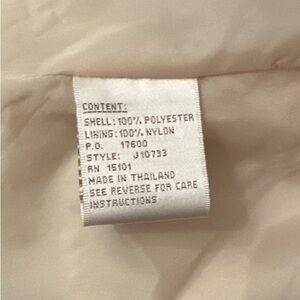 CONTENT:
SHELL: 100% POLYESTER
LINING: 100% NYLON
P.O. 17600
STYLE: J10733
RN 15101
MADE IN THAILAND
SEE REVERSE FOR CARE
INSTRUCTIONS